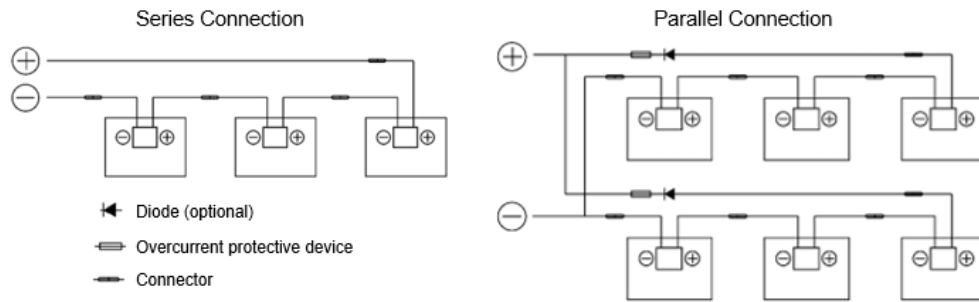 Series Connection
Parallel Connection
Diode (optional)
Overcurrent protective device
Connector